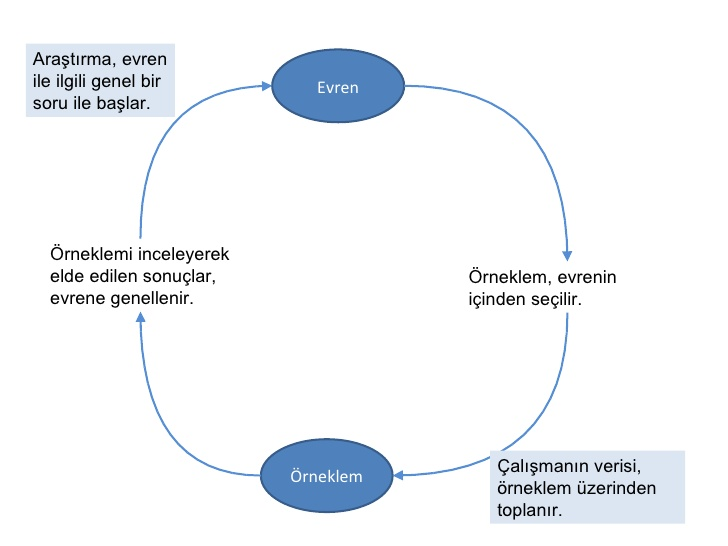 Araştırma, evren
ile ilgili genel bir
soru ile başlar.
Evren
Örneklemi inceleyerek
elde edilen sonuçlar,
evrene genellenir.
Örneklem, evrenin
içinden seçilir.
Örneklem
Çalışmanın verisi,
örneklem üzerinden
toplanır.